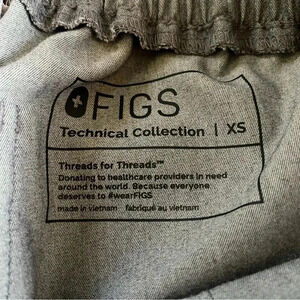 FIGS
Technical Collection | XS
Threads for Threads™
Donating to healthcare providers in need
around the world. Because everyone
deserves to #wearFIGS
made in vietnam fabriqué au vietnam